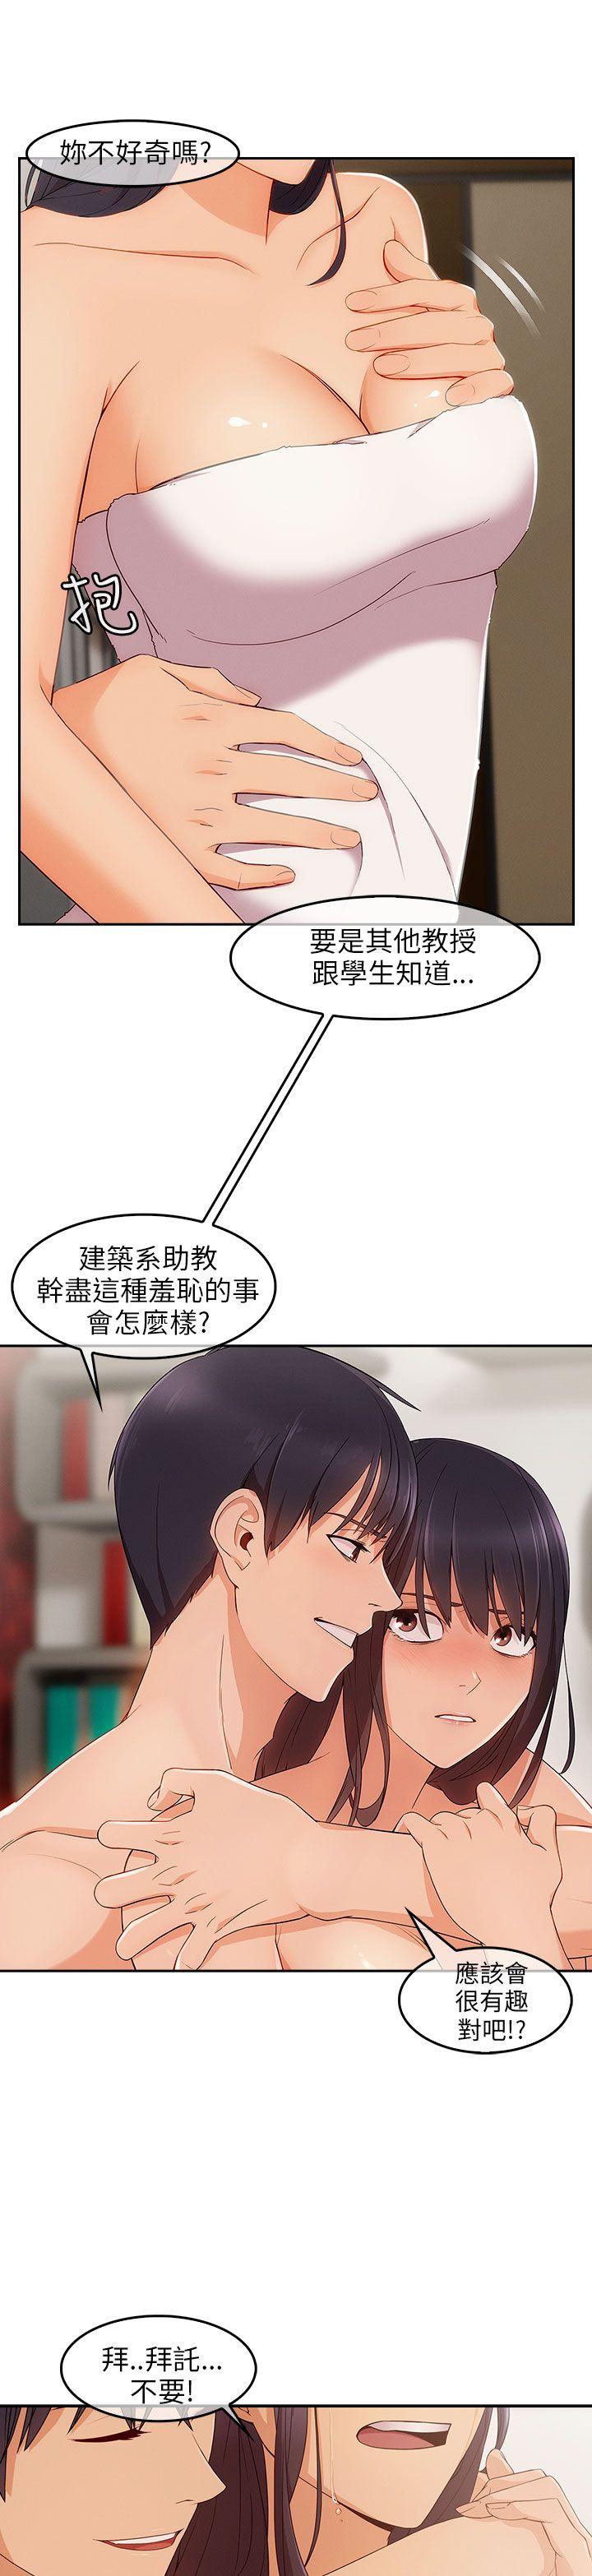 妳不好奇嗎?
抱
要是其他教授
跟學生知道...
建築系助教
幹盡這種羞恥的事
會怎麼樣?
應該會
很有趣
對吧!?
拜..拜託...
不要!